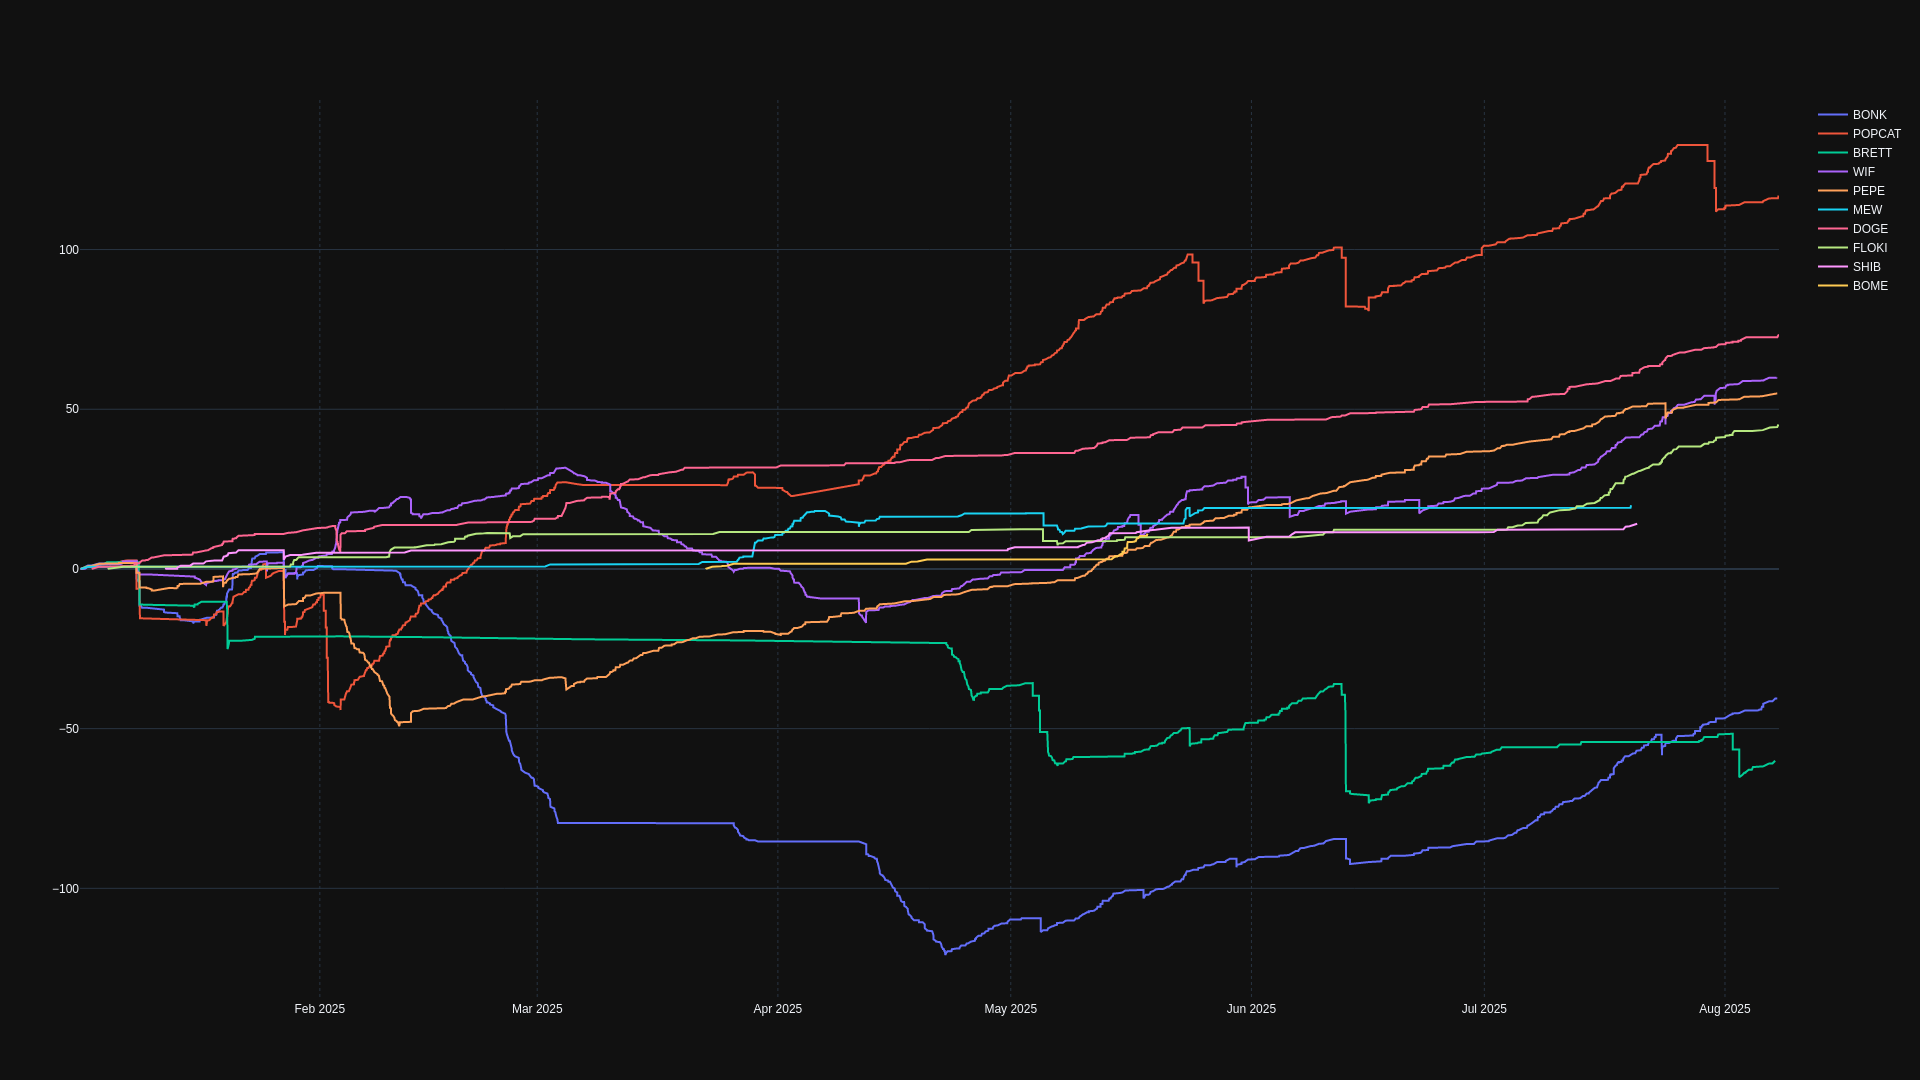 BONK
POPCAT
BRETT
WIF
PEPE
MEW
DOGE
FLOKI
SHIB
BOME
100
50
0
−50
−100
Feb 2025
Mar 2025
Apr 2025
May 2025
Jun 2025
Jul 2025
Aug 2025